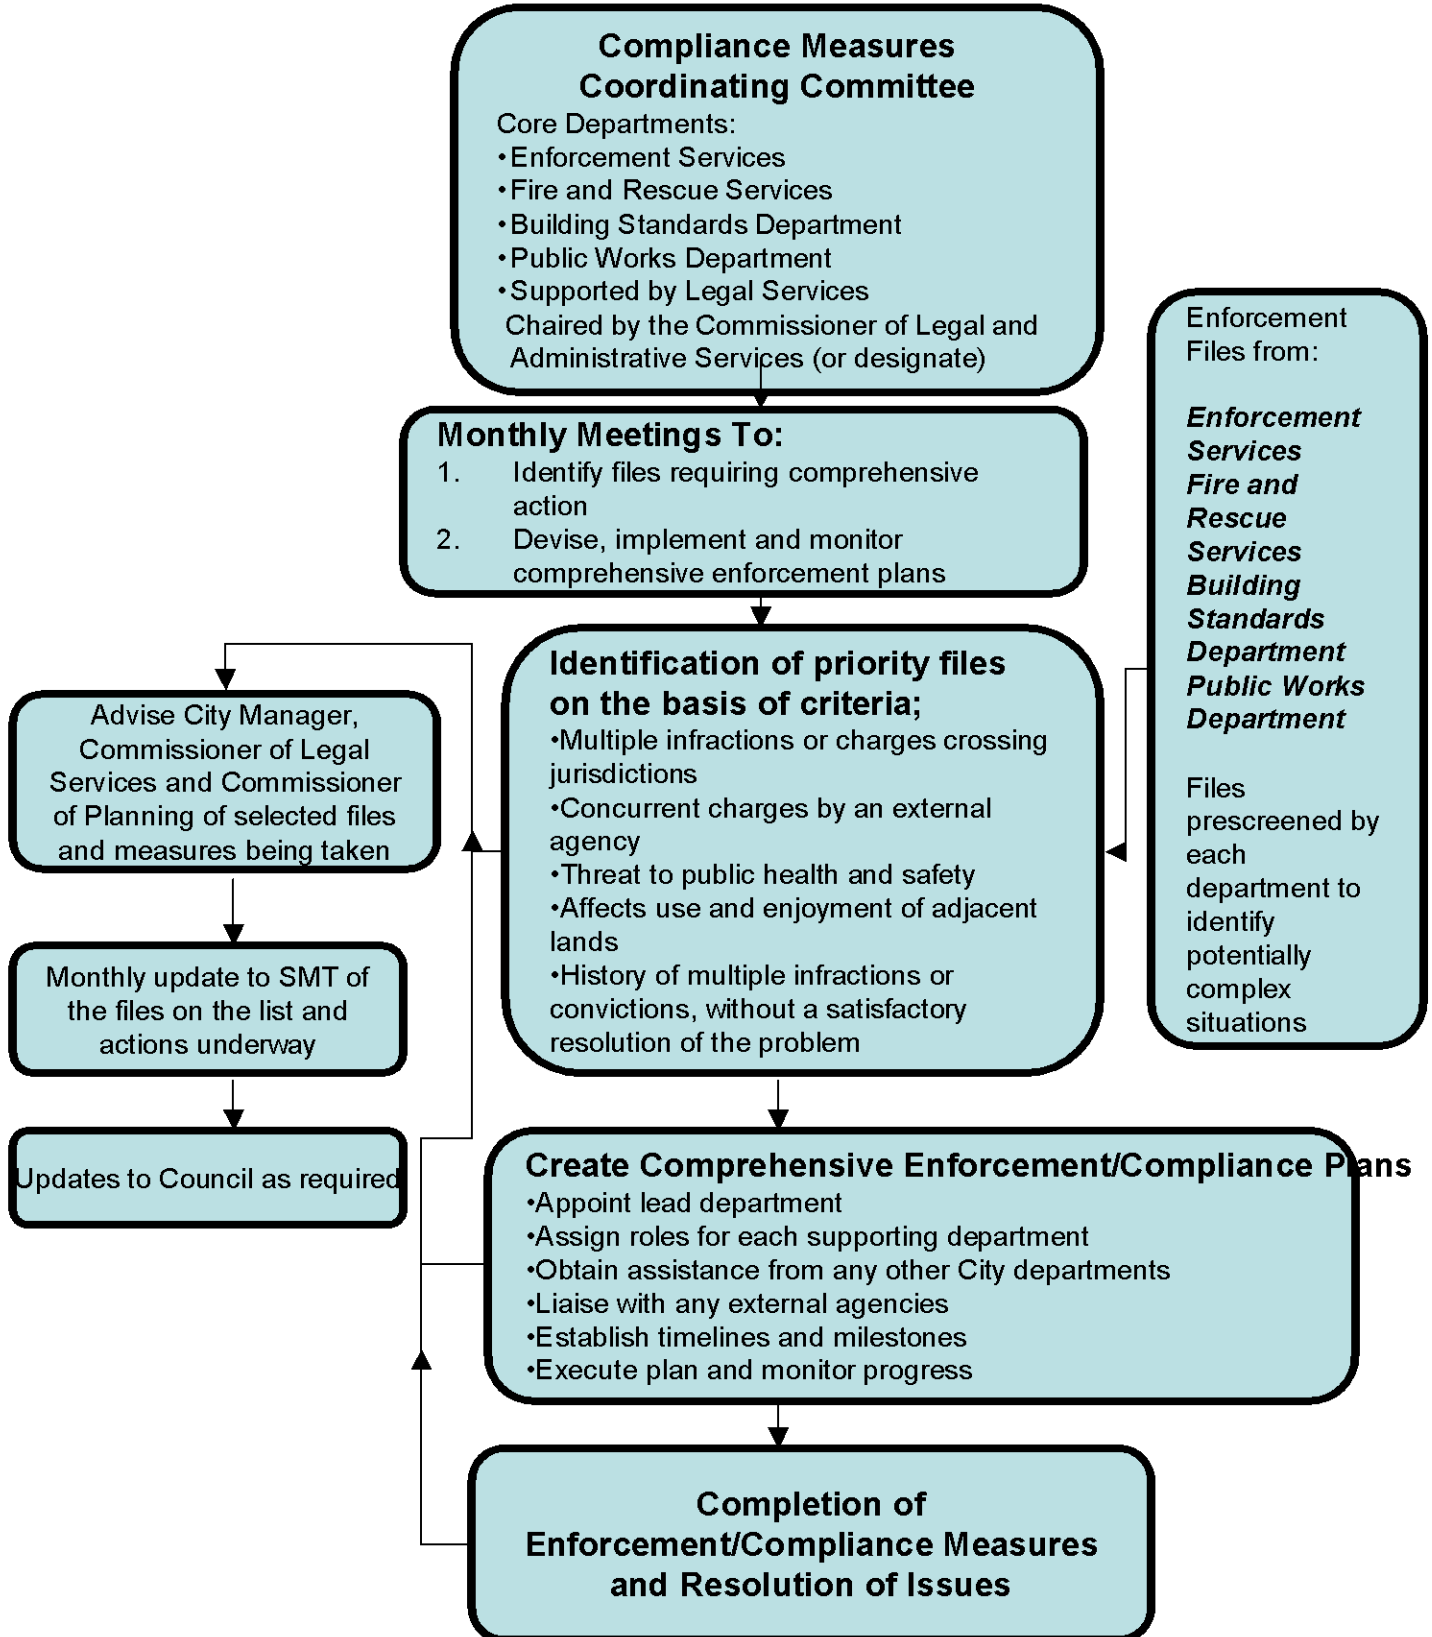 Compliance Measures
Coordinating Committee
Core Departments:
•Enforcement Services
•Fire and Rescue Services
•Building Standards Department
•Public Works Department
•Supported by Legal Services
Chaired by the Commissioner of Legal and
Administrative Services (or designate)
Monthly Meetings To:
1. Identify files requiring comprehensive
action
2. Devise, implement and monitor
comprehensive enforcement plans
Enforcement
Files from:
Enforcement
Services
Fire and
Rescue
Services
Building
Standards
Department
Public Works
Department
Files
prescreened by
each
department to
identify
potentially
complex
situations
Identification of priority files
on the basis of criteria;
•Multiple infractions or charges crossing
jurisdictions
•Concurrent charges by an external
agency
•Threat to public health and safety
•Affects use and enjoyment of adjacent
lands
•History of multiple infractions or
convictions, without a satisfactory
resolution of the problem
Advise City Manager,
Commissioner of Legal
Services and Commissioner
of Planning of selected files
and measures being taken
Monthly update to SMT of
the files on the list and
actions underway
Updates to Council as required
Create Comprehensive Enforcement/Compliance Plans
•Appoint lead department
•Assign roles for each supporting department
•Obtain assistance from any other City departments
•Liaise with any external agencies
•Establish timelines and milestones
•Execute plan and monitor progress
Completion of
Enforcement/Compliance Measures
and Resolution of Issues